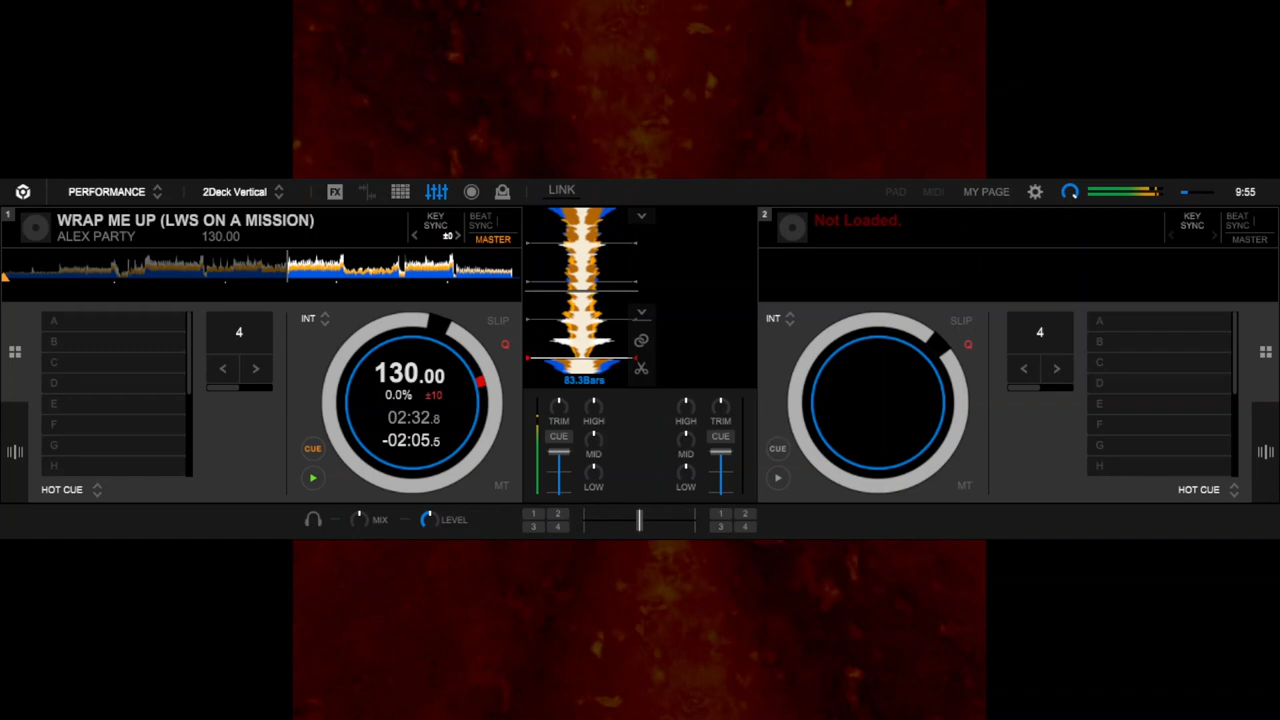 PERFORMANCE 2Deck Vertical FX LINK PAD MIDI MY PAGE 9:55
1 WRAP ME UP (LWS ON A MISSION) KEY SYNC BEAT SYNC
ALEX PARTY 130.00 ±0 MASTER
2 Not Loaded. KEY SYNC BEAT SYNC
MASTER
A
B
C
D
E
F
G
H
HOT CUE
4
INT SLIP
Q
130.00
0.0% ±10
02:32.8
-02:05.5
CUE
MT
83.3Bars
TRIM HIGH HIGH TRIM
CUE CUE
MID MID
LOW LOW
INT SLIP
Q
CUE
MT
4
A
B
C
D
E
F
G
H
HOT CUE
MIX LEVEL
1 2 1 2
3 4 3 4